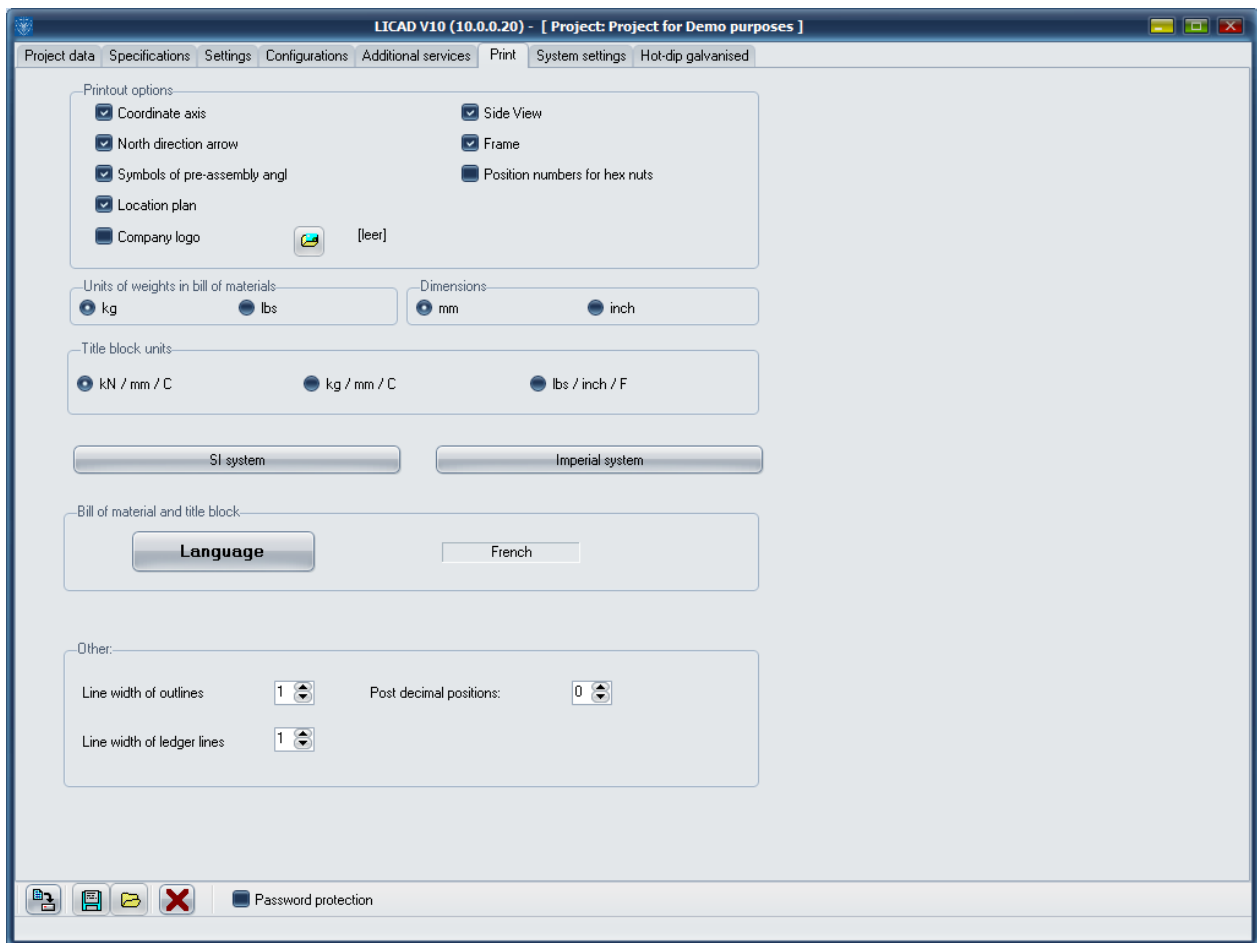 LICAD V10 (10.0.0.20) - [ Project: Project for Demo purposes ]
Project data Specifications Settings Configurations Additional services Print System settings Hot-dip galvanised
Printout options
Coordinate axis Side View
North direction arrow Frame
Symbols of pre-assembly angl Position numbers for hex nuts
Location plan
Company logo [leer]
Units of weights in bill of materials Dimensions
kg lbs mm inch
Title block units
kN / mm / C kg / mm / C lbs / inch / F
SI system Imperial system
Bill of material and title block
Language French
Other:
Line width of outlines 1 Post decimal positions: 0
Line width of ledger lines 1
Password protection